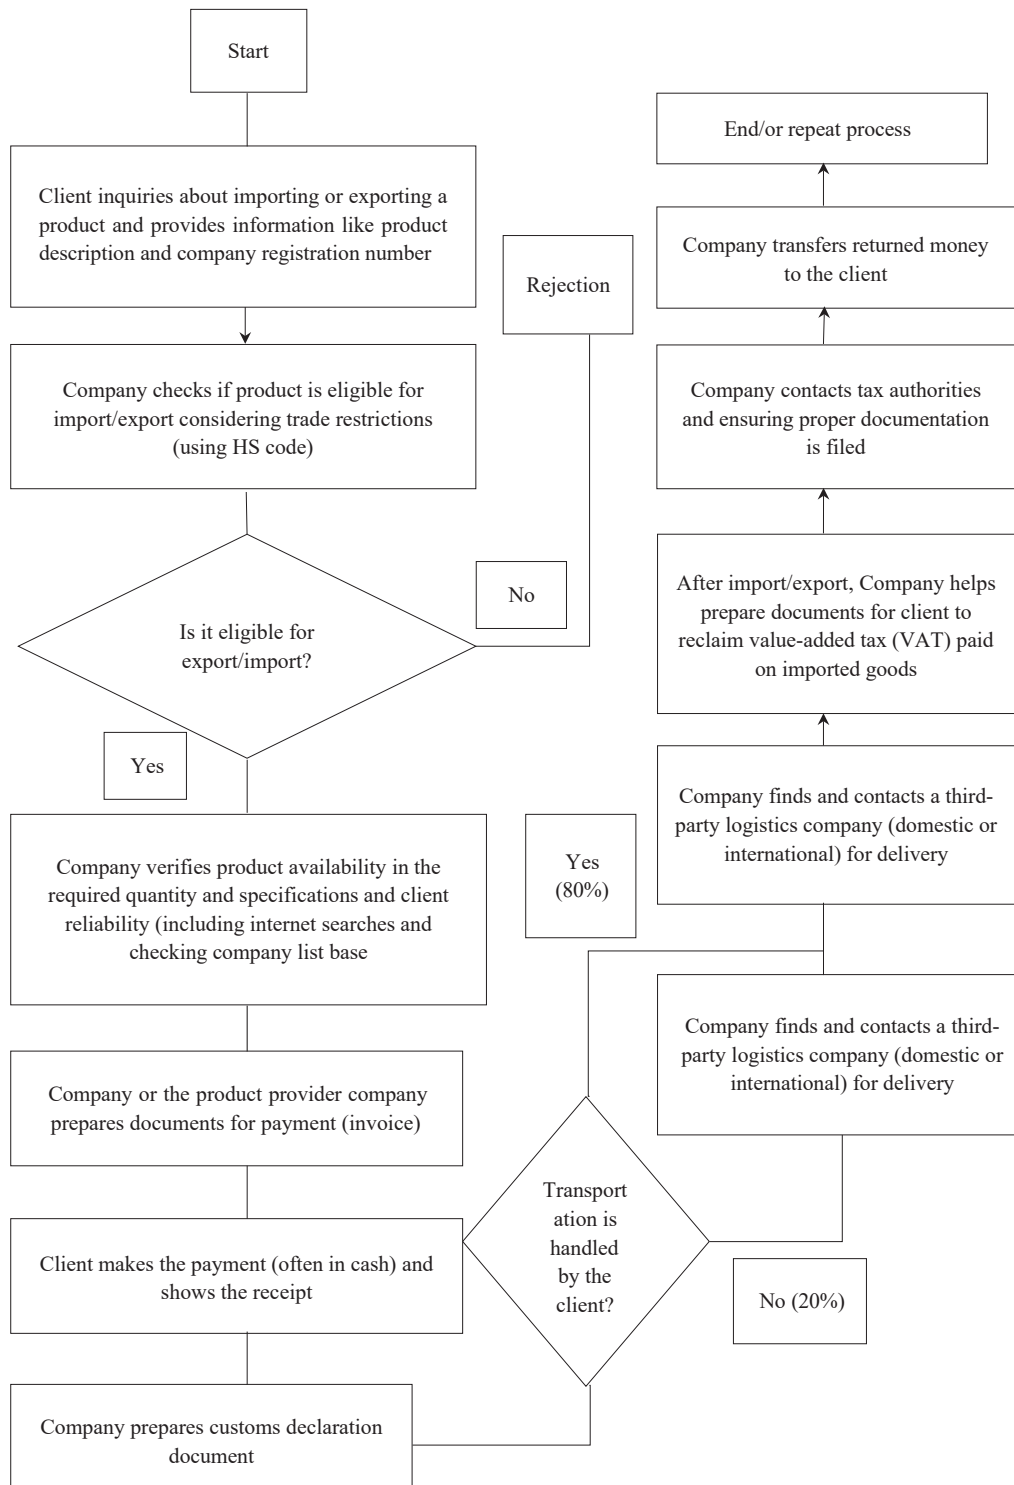 Start
Client inquiries about importing or exporting a
product and provides information like product
description and company registration number
Company checks if product is eligible for
import/export considering trade restrictions
(using HS code)
Is it eligible for
export/import?
No
Rejection
Yes
Company verifies product availability in the
required quantity and specifications and client
reliability (including internet searches and
checking company list base
Company or the product provider company
prepares documents for payment (invoice)
Client makes the payment (often in cash) and
shows the receipt
Company prepares customs declaration
document
Transport
ation is
handled
by the
client?
Yes
(80%)
No (20%)
Company finds and contacts a third-
party logistics company (domestic or
international) for delivery
Company finds and contacts a third-
party logistics company (domestic or
international) for delivery
After import/export, Company helps
prepare documents for client to
reclaim value-added tax (VAT) paid
on imported goods
Company contacts tax authorities
and ensuring proper documentation
is filed
Company transfers returned money
to the client
End/or repeat process